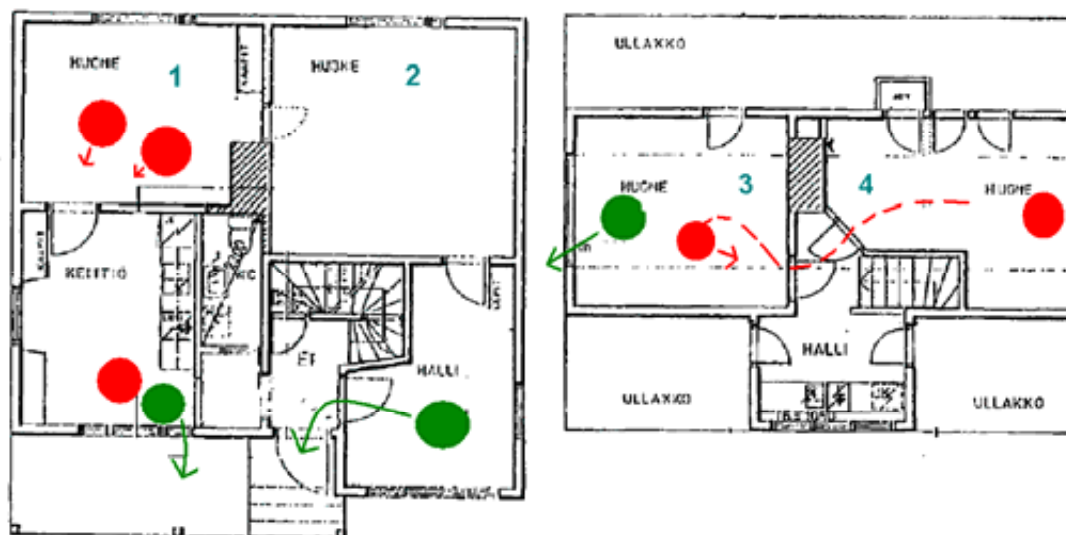 HUONE
1
HUONE
2
KEITTIÖ
WC
ET
HALLI
ULLAKKO
HUONE
3
4
HUONE
HALLI
ULLAKKO
ULLAKKO